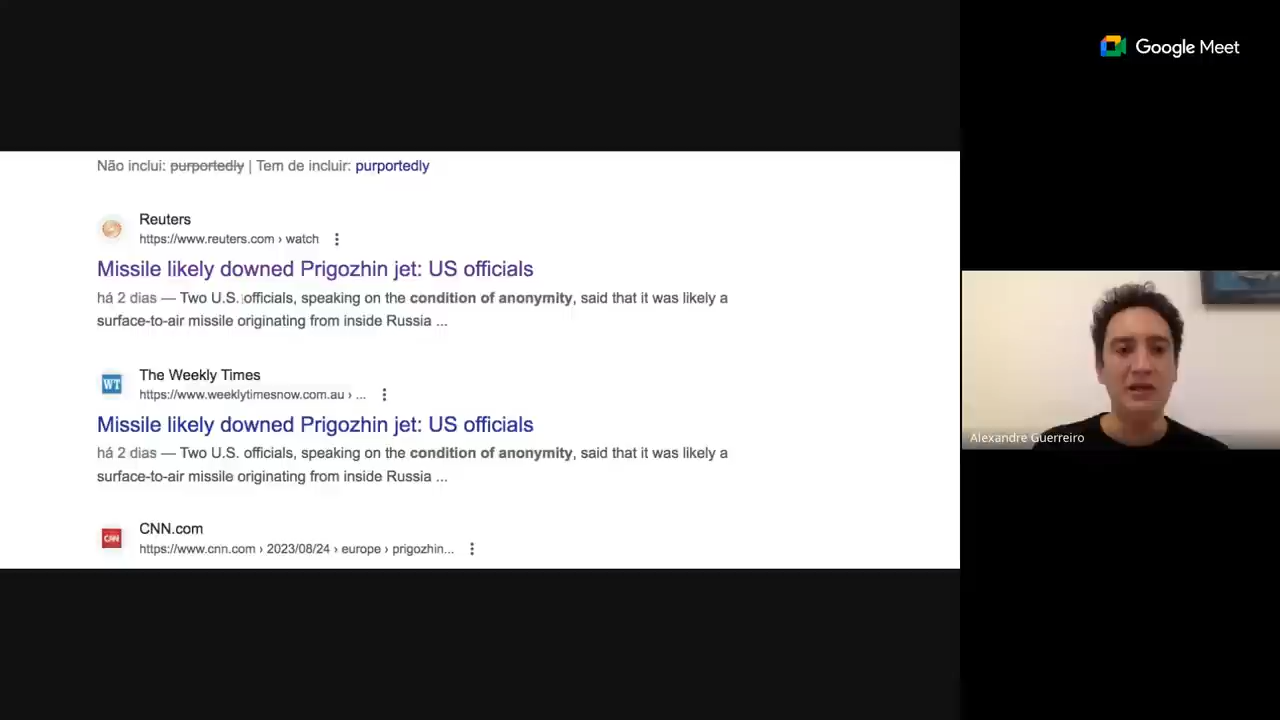 Google Meet
Não inclui: purportedly | Tem de incluir: purportedly
Reuters
https://www.reuters.com › watch
Missile likely downed Prigozhin jet: US officials
há 2 dias — Two U.S. officials, speaking on the condition of anonymity, said that it was likely a
surface-to-air missile originating from inside Russia ...
WT
The Weekly Times
https://www.weeklytimesnow.com.au › ...
Missile likely downed Prigozhin jet: US officials
há 2 dias — Two U.S. officials, speaking on the condition of anonymity, said that it was likely a
surface-to-air missile originating from inside Russia ...
CNN
CNN.com
https://www.cnn.com › 2023/08/24 › europe › prigozhin...
Alexandre Guerreiro